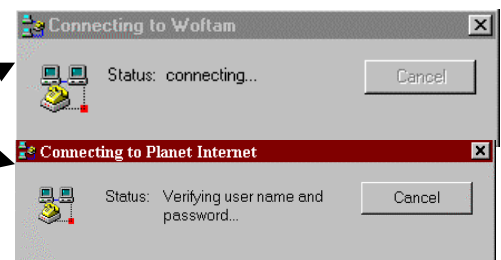 Connecting to Woftam
Status: connecting...
Cancel
Connecting to Planet Internet
Status: Verifying user name and
password...
Cancel